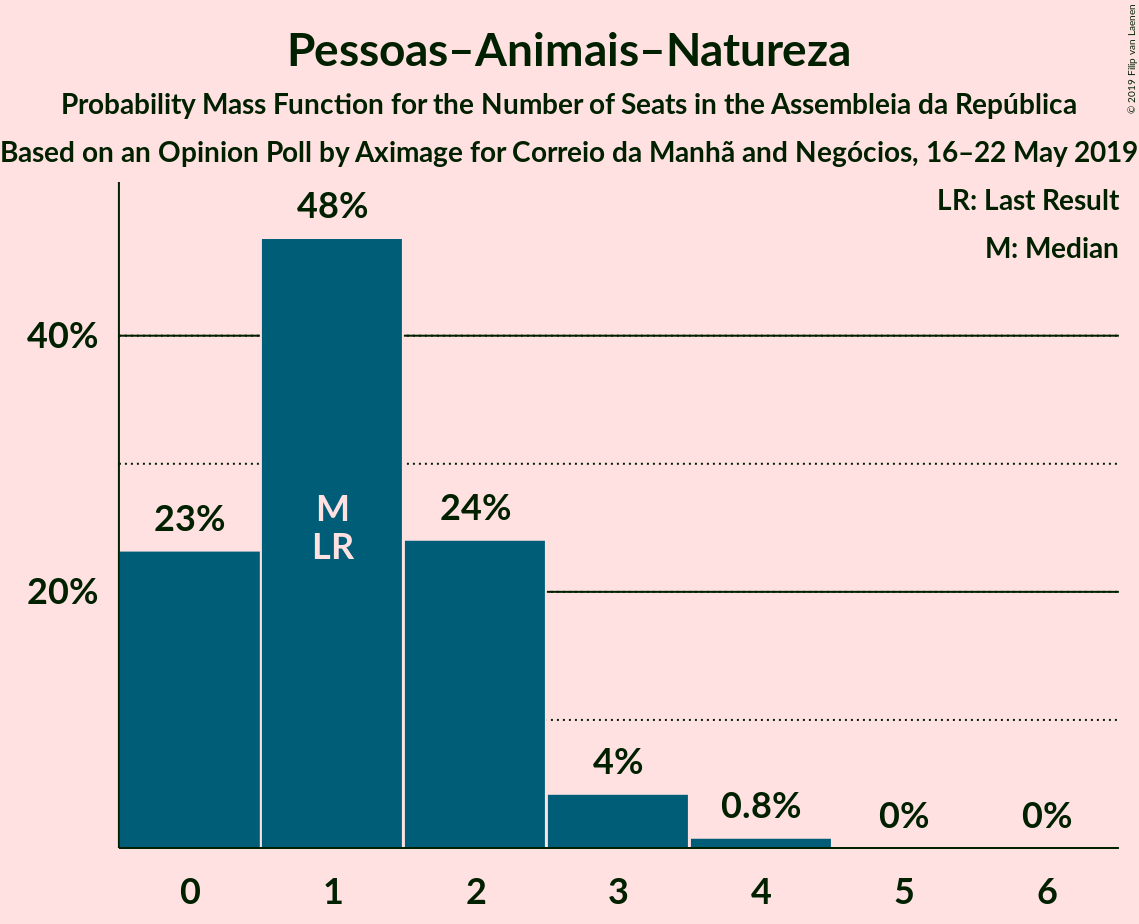 Pessoas–Animais–Natureza
Probability Mass Function for the Number of Seats in the Assembleia da República
Based on an Opinion Poll by Aximage for Correio da Manhã and Negócios, 16–22 May 2019
© 2019 Filip van Laenen
LR: Last Result
M: Median
48%
40%
24%
23%
M
LR
20%
4%
0.8%
0%
0%
0 1 2 3 4 5 6